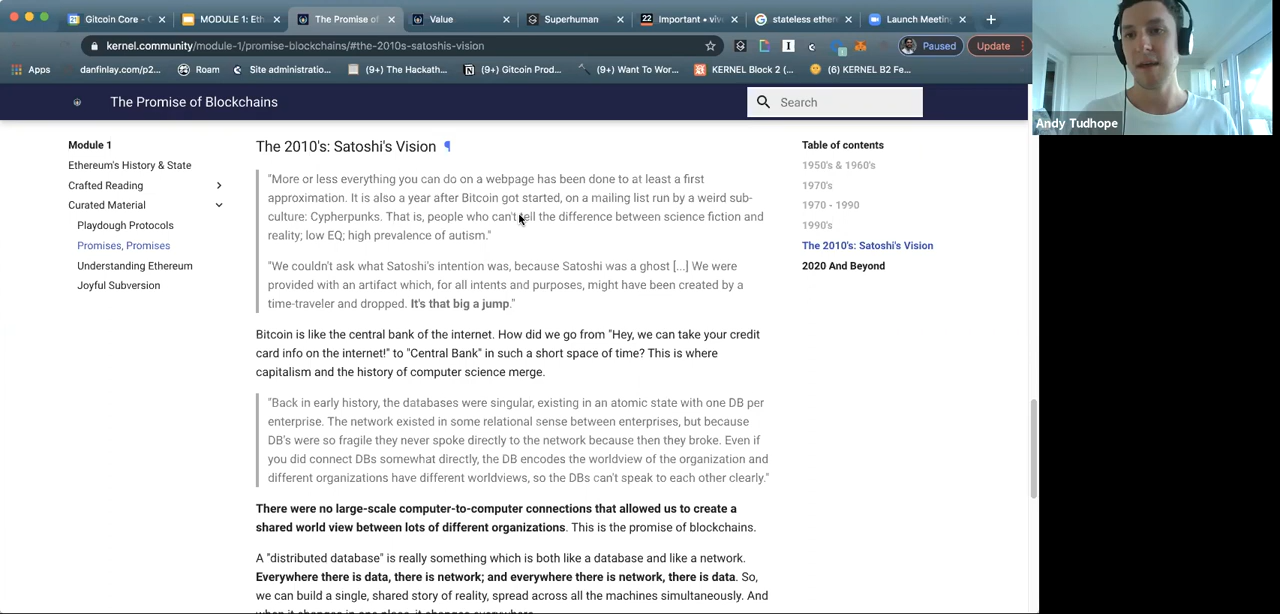 Gitcoin Core -
MODULE 1: Eth
The Promise of
Value
Superhuman
Important • viv
stateless ether
Launch Meetin
kernel.community/module-1/promise-blockchains/#the-2010s-satoshis-vision
Paused
Update
Apps
danfinlay.com/p2...
Roam
Site administratio...
(9+) The Hackath...
(9+) Gitcoin Prod...
(9+) Want To Wor...
KERNEL Block 2 (...
(6) KERNEL B2 Fe...
Andy Tudhope
The Promise of Blockchains
Search
Module 1
Ethereum's History & State
Crafted Reading
Curated Material
Playdough Protocols
Promises, Promises
Understanding Ethereum
Joyful Subversion
The 2010's: Satoshi's Vision ¶
"More or less everything you can do on a webpage has been done to at least a first
approximation. It is also a year after Bitcoin got started, on a mailing list run by a weird sub-
culture: Cypherpunks. That is, people who can't tell the difference between science fiction and
reality; low EQ; high prevalence of autism."
"We couldn't ask what Satoshi's intention was, because Satoshi was a ghost [...] We were
provided with an artifact which, for all intents and purposes, might have been created by a
time-traveler and dropped. It's that big a jump."
Bitcoin is like the central bank of the internet. How did we go from "Hey, we can take your credit
card info on the internet!" to "Central Bank" in such a short space of time? This is where
capitalism and the history of computer science merge.
"Back in early history, the databases were singular, existing in an atomic state with one DB per
enterprise. The network existed in some relational sense between enterprises, but because
DB's were so fragile they never spoke directly to the network because then they broke. Even if
you did connect DBs somewhat directly, the DB encodes the worldview of the organization and
different organizations have different worldviews, so the DBs can't speak to each other clearly."
There were no large-scale computer-to-computer connections that allowed us to create a
shared world view between lots of different organizations. This is the promise of blockchains.
A "distributed database" is really something which is both like a database and like a network.
Everywhere there is data, there is network; and everywhere there is network, there is data. So,
we can build a single, shared story of reality, spread across all the machines simultaneously. And
when it changes in one place, it changes everywhere.
Table of contents
1950's & 1960's
1970's
1970 - 1990
1990's
The 2010's: Satoshi's Vision
2020 And Beyond